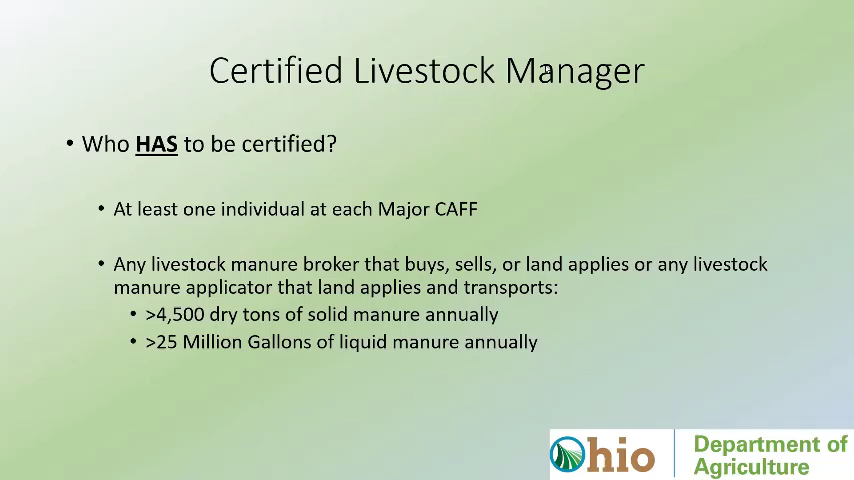 Certified Livestock Manager
• Who HAS to be certified?
• At least one individual at each Major CAFF
• Any livestock manure broker that buys, sells, or land applies or any livestock
manure applicator that land applies and transports:
• >4,500 dry tons of solid manure annually
• >25 Million Gallons of liquid manure annually
Ohio
Department of
Agriculture